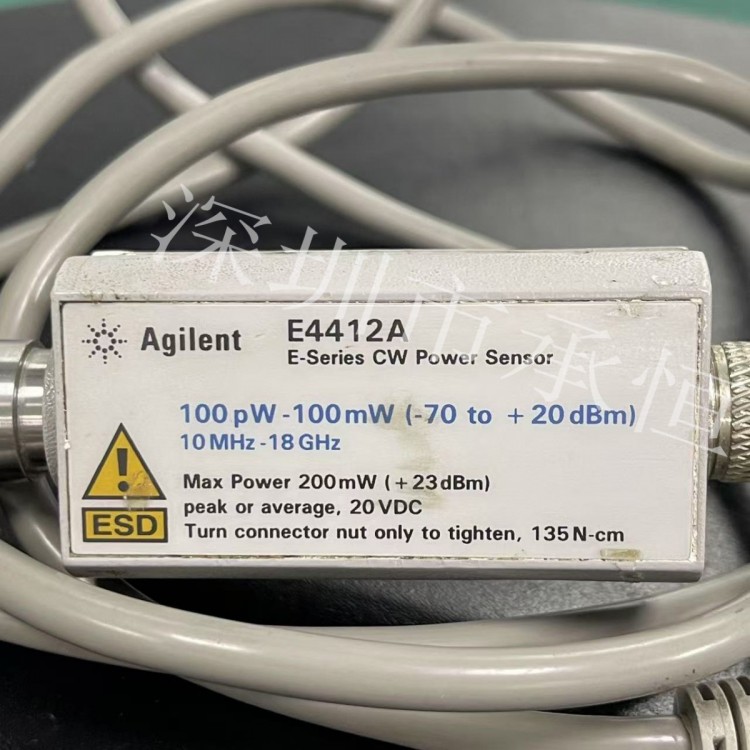 深圳市承恒
Agilent
E4412A
E-Series CW Power Sensor
100 pW - 100 mW (-70 to + 20 dBm)
10 MHz - 18 GHz
!
ESD
Max Power 200 mW ( + 23 dBm)
peak or average, 20 VDC
Turn connector nut only to tighten, 135 N-cm